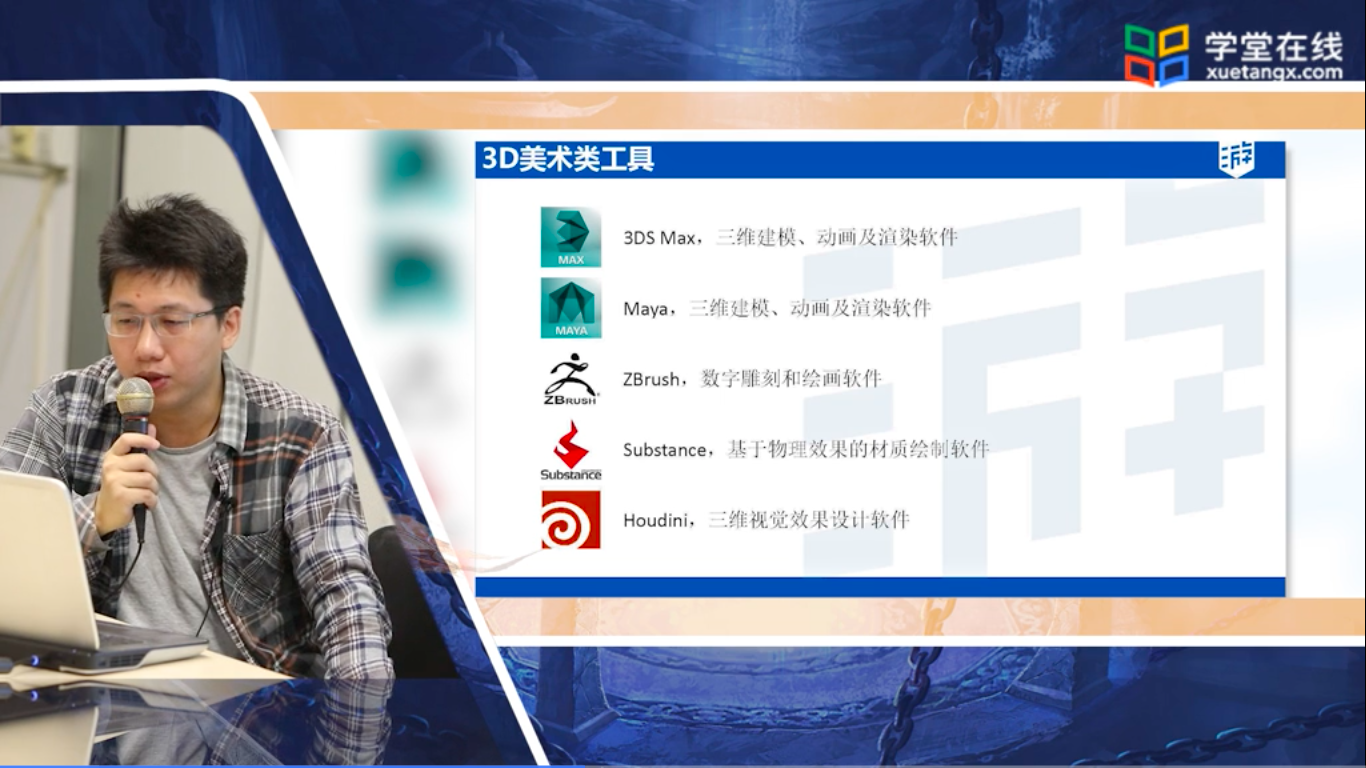 学堂在线
xuetangx.com
3D美术类工具
MAX
3DS Max，三维建模、动画及渲染软件
MAYA
Maya，三维建模、动画及渲染软件
ZBRUSH
ZBrush，数字雕刻和绘画软件
Substance
Substance，基于物理效果的材质绘制软件
Houdini，三维视觉效果设计软件